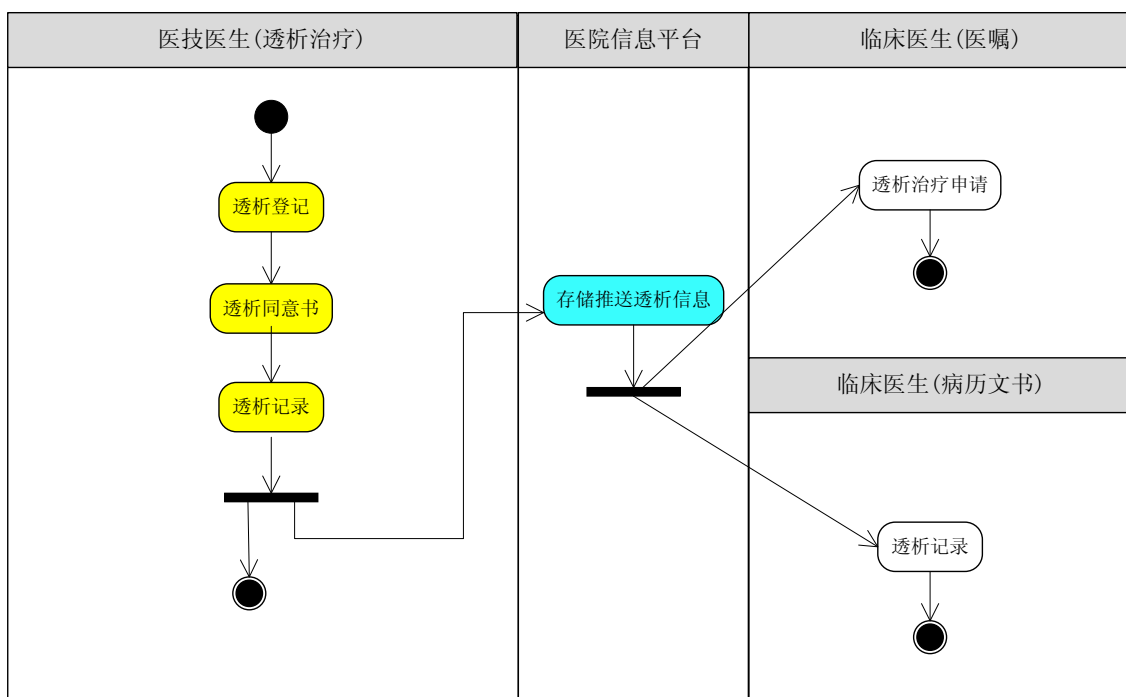 医技医生(透析治疗)
医院信息平台
临床医生(医嘱)
透析登记
透析同意书
透析记录
存储推送透析信息
透析治疗申请
临床医生(病历文书)
透析记录